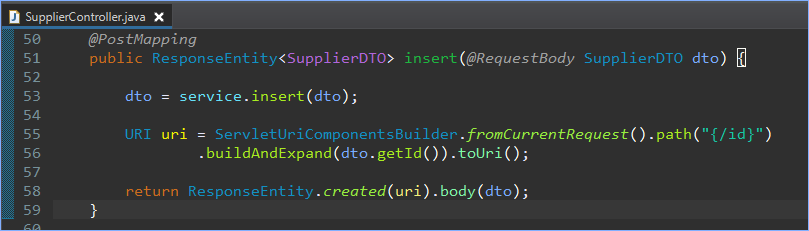 SupplierController.java
50 @PostMapping
51 public ResponseEntity<SupplierDTO> insert(@RequestBody SupplierDTO dto) {
52
53 dto = service.insert(dto);
54
55 URI uri = ServletUriComponentsBuilder.fromCurrentRequest().path("{/id}")
56 .buildAndExpand(dto.getId()).toUri();
57
58 return ResponseEntity.created(uri).body(dto);
59 }
60